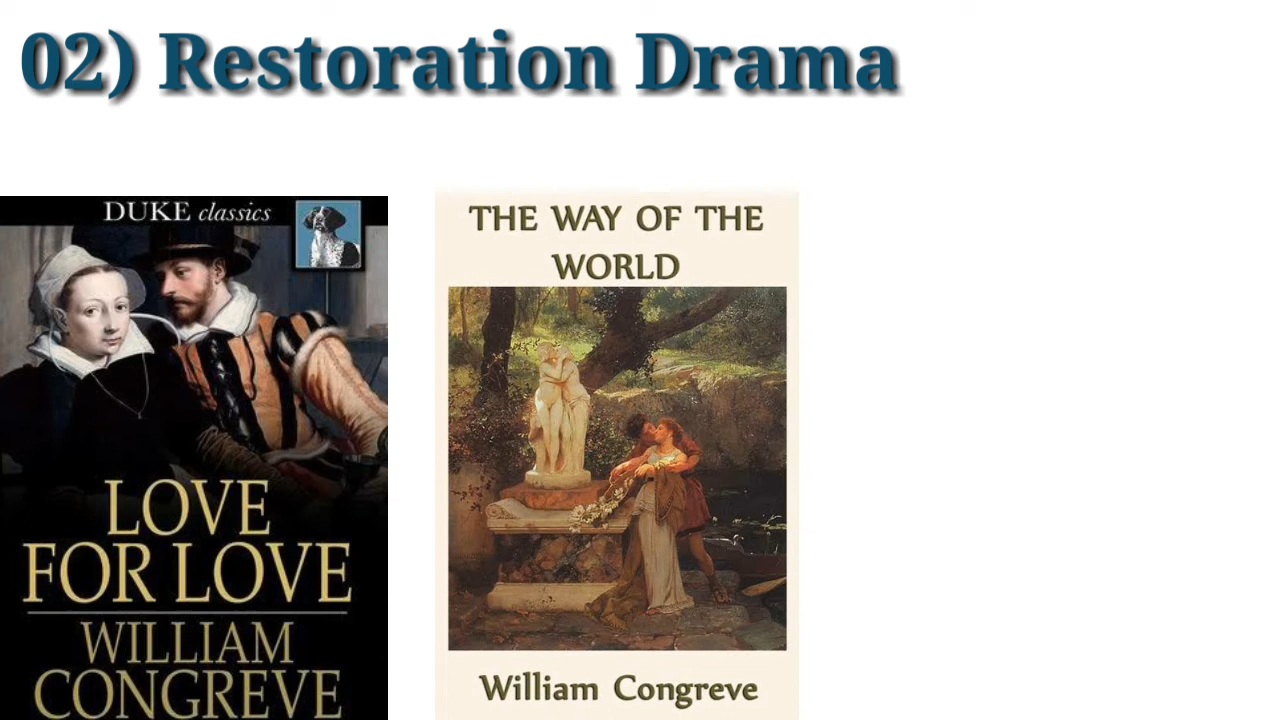 02) Restoration Drama
DUKE classics
LOVE
FOR LOVE
WILLIAM
CONGREVE
THE WAY OF THE
WORLD
William Congreve